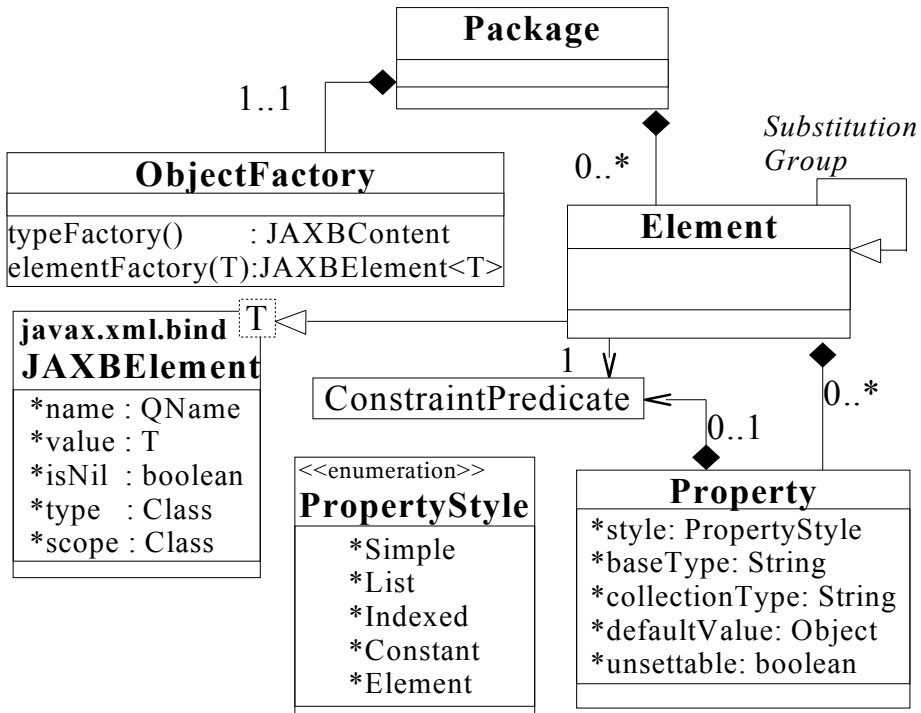 Package
1..1
0..*
Substitution
Group
ObjectFactory
typeFactory() : JAXBContent
elementFactory(T):JAXBElement<T>
Element
T
javax.xml.bind
JAXBElement
*name : QName
*value : T
*isNil : boolean
*type : Class
*scope : Class
1
ConstraintPredicate
0..*
0..1
<<enumeration>>
PropertyStyle
*Simple
*List
*Indexed
*Constant
*Element
Property
*style: PropertyStyle
*baseType: String
*collectionType: String
*defaultValue: Object
*unsettable: boolean